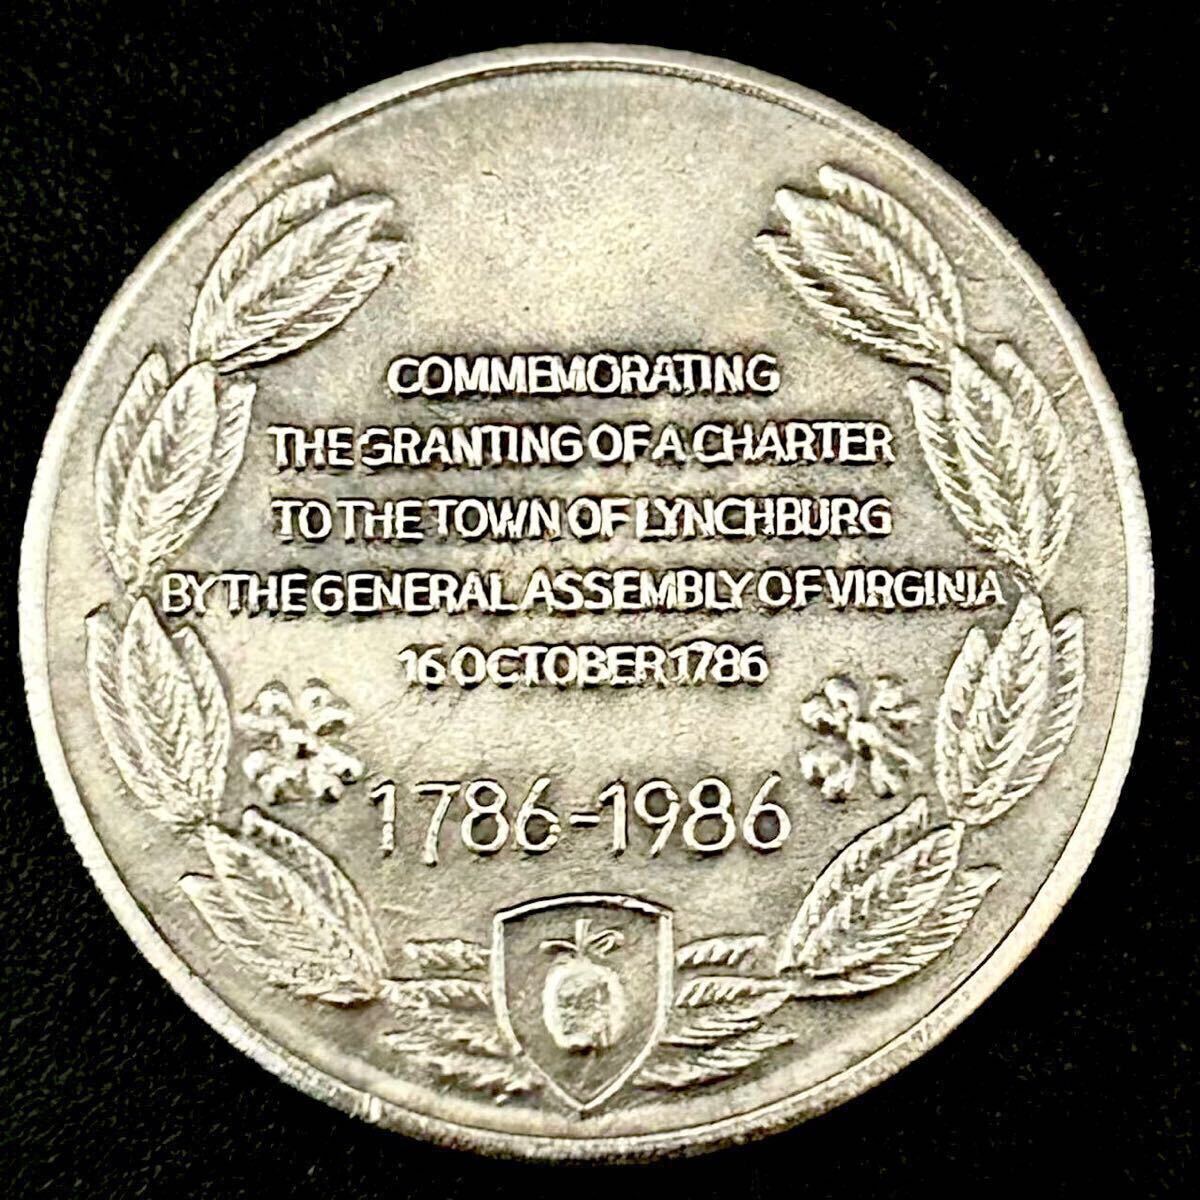 COMMEMORATING
THE GRANTING OF A CHARTER
TO THE TOWN OF LYNCHBURG
BY THE GENERAL ASSEMBLY OF VIRGINIA
16 OCTOBER 1786
1786-1986